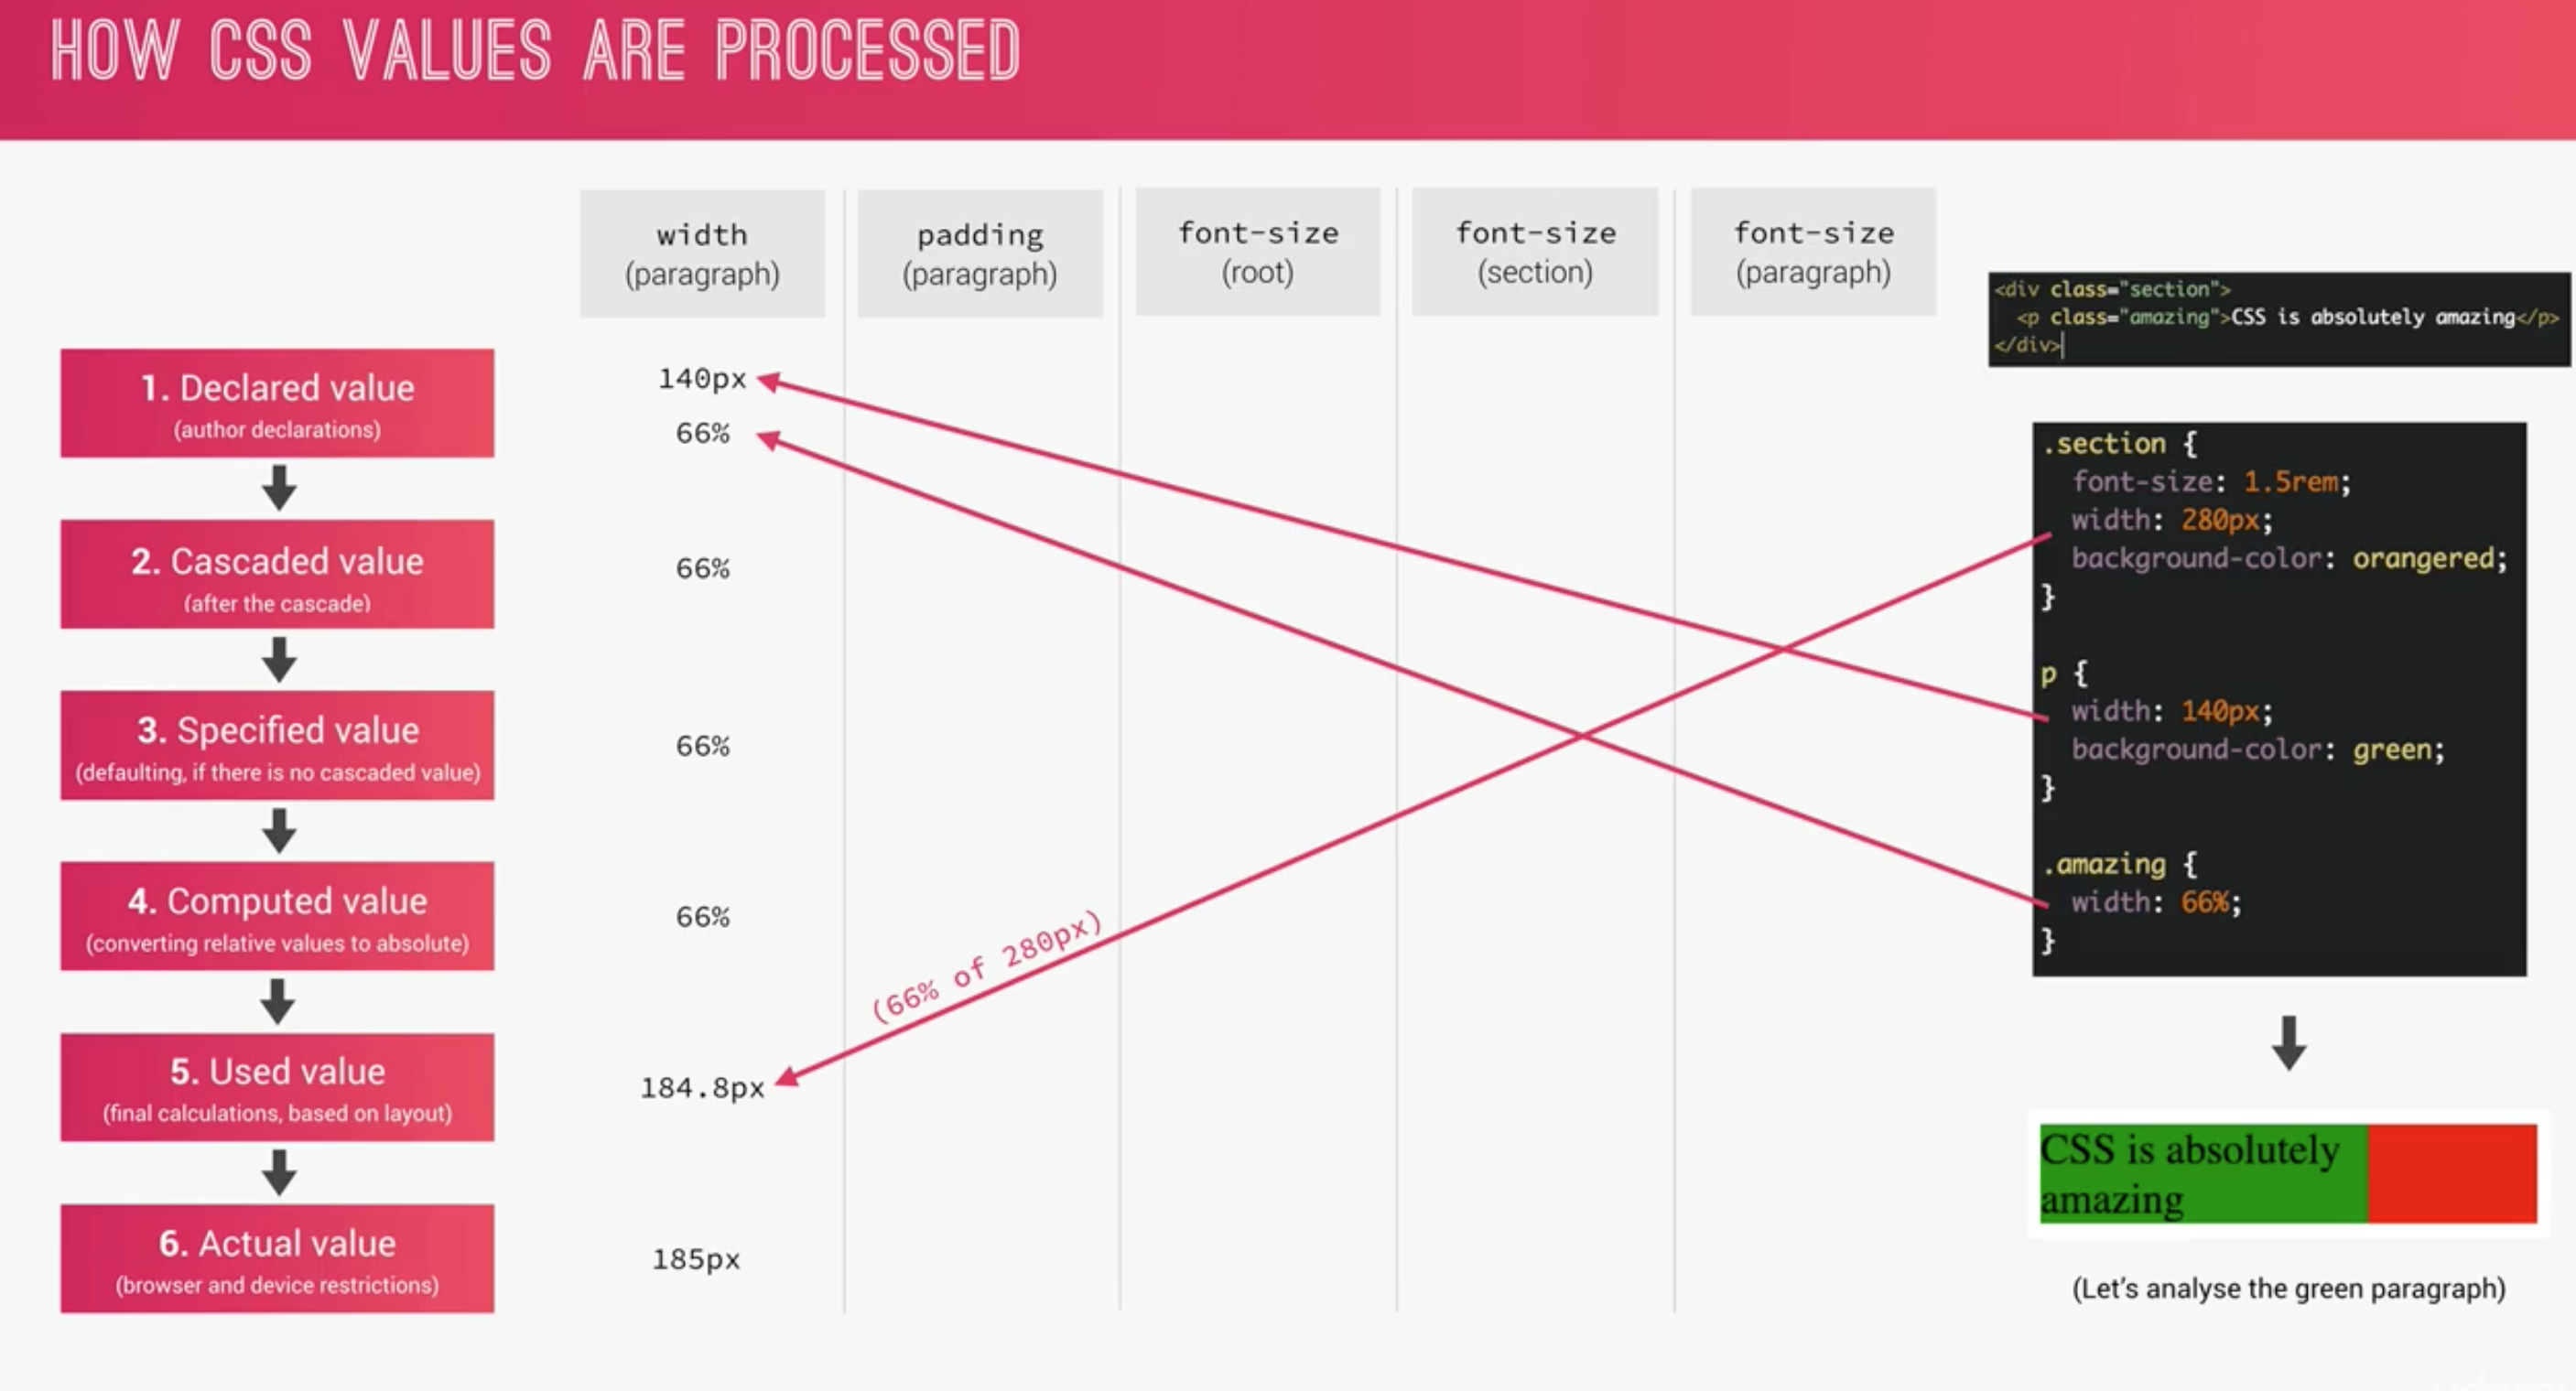 HOW CSS VALUES ARE PROCESSED
width
(paragraph)
padding
(paragraph)
font-size
(root)
font-size
(section)
font-size
(paragraph)
1. Declared value
(author declarations)
140px
66%
2. Cascaded value
(after the cascade)
66%
3. Specified value
(defaulting, if there is no cascaded value)
66%
4. Computed value
(converting relative values to absolute)
66%
(66% of 280px)
5. Used value
(final calculations, based on layout)
184.8px
6. Actual value
(browser and device restrictions)
185px
<div class="section">
<p class="amazing">CSS is absolutely amazing</p>
</div>
.section {
font-size: 1.5rem;
width: 280px;
background-color: orangered;
}
p {
width: 140px;
background-color: green;
}
.amazing {
width: 66%;
}
CSS is absolutely
amazing
(Let's analyse the green paragraph)